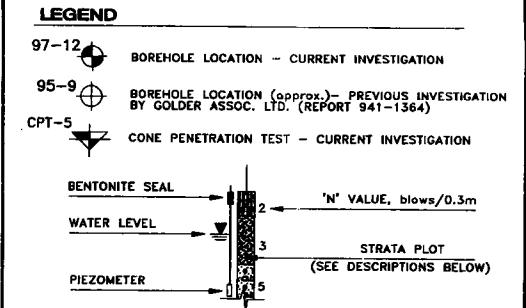 LEGEND
97-12 BOREHOLE LOCATION - CURRENT INVESTIGATION
95-9 BOREHOLE LOCATION (approx.)- PREVIOUS INVESTIGATION
BY GOLDER ASSOC. LTD. (REPORT 941-1364)
CPT-5 CONE PENETRATION TEST - CURRENT INVESTIGATION
BENTONITE SEAL
2 'N' VALUE, blows/0.3m
WATER LEVEL
3 STRATA PLOT
(SEE DESCRIPTIONS BELOW)
PIEZOMETER
5